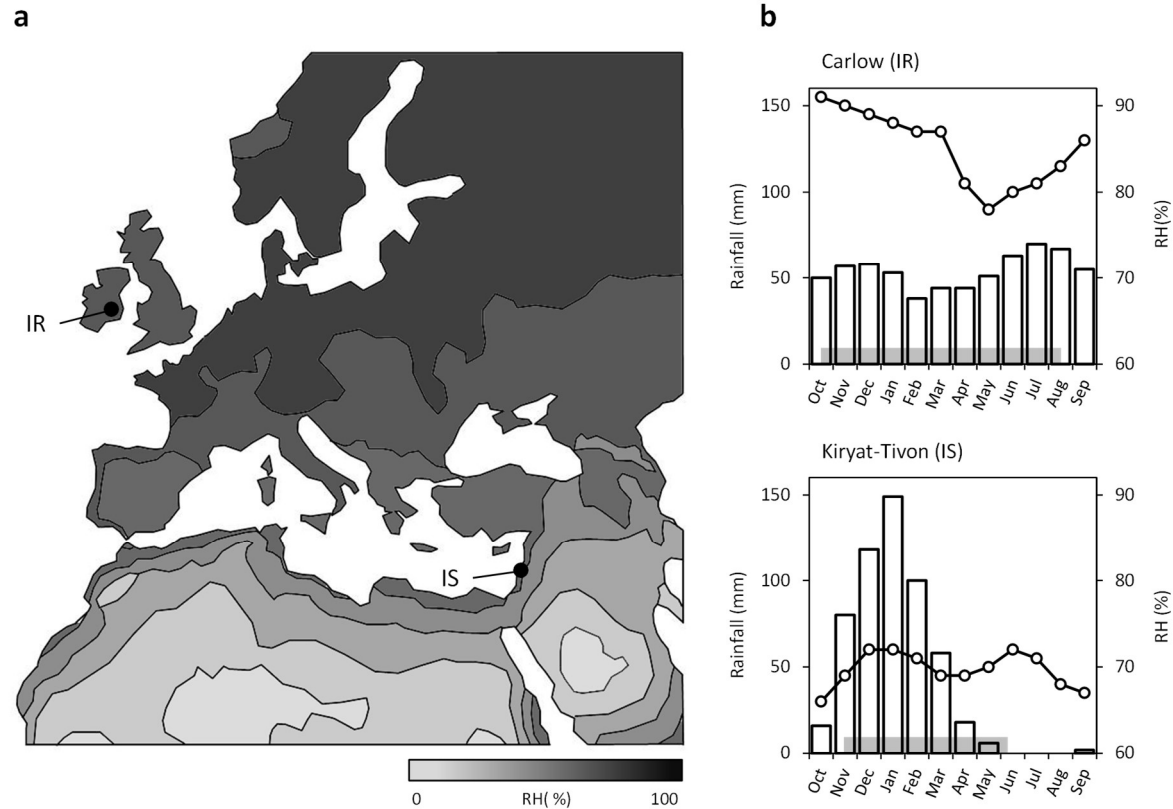 a
IR
IS
0 RH( %) 100
b
Carlow (IR)
150
100
50
0
Rainfall (mm)
90
80
70
60
RH(%)
Oct Nov Dec Jan Feb Mar Apr May Jun Jul Aug Sep
Kiryat-Tivon (IS)
150
100
50
0
Rainfall (mm)
90
80
70
60
RH (%)
Oct Nov Dec Jan Feb Mar Apr May Jun Jul Aug Sep